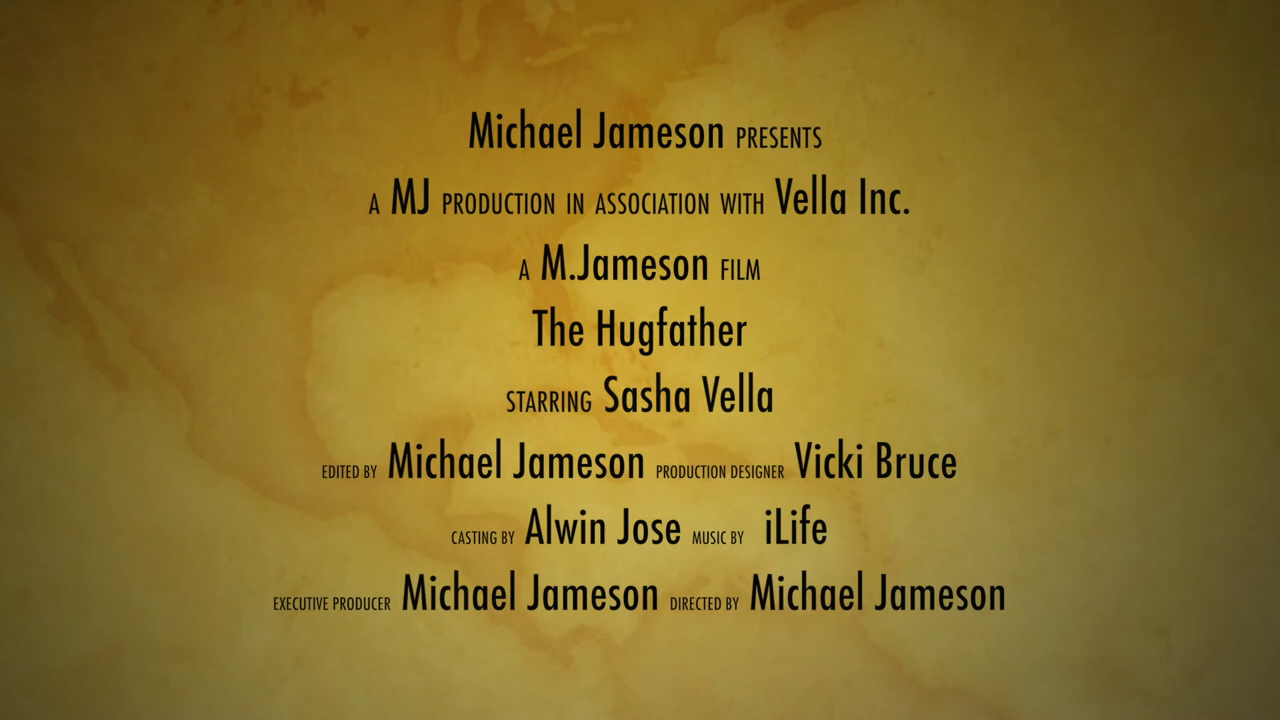 Michael Jameson PRESENTS
A MJ PRODUCTION IN ASSOCIATION WITH Vella Inc.
A M.Jameson FILM
The Hugfather
STARRING Sasha Vella
EDITED BY Michael Jameson PRODUCTION DESIGNER Vicki Bruce
CASTING BY Alwin Jose MUSIC BY iLife
EXECUTIVE PRODUCER Michael Jameson DIRECTED BY Michael Jameson